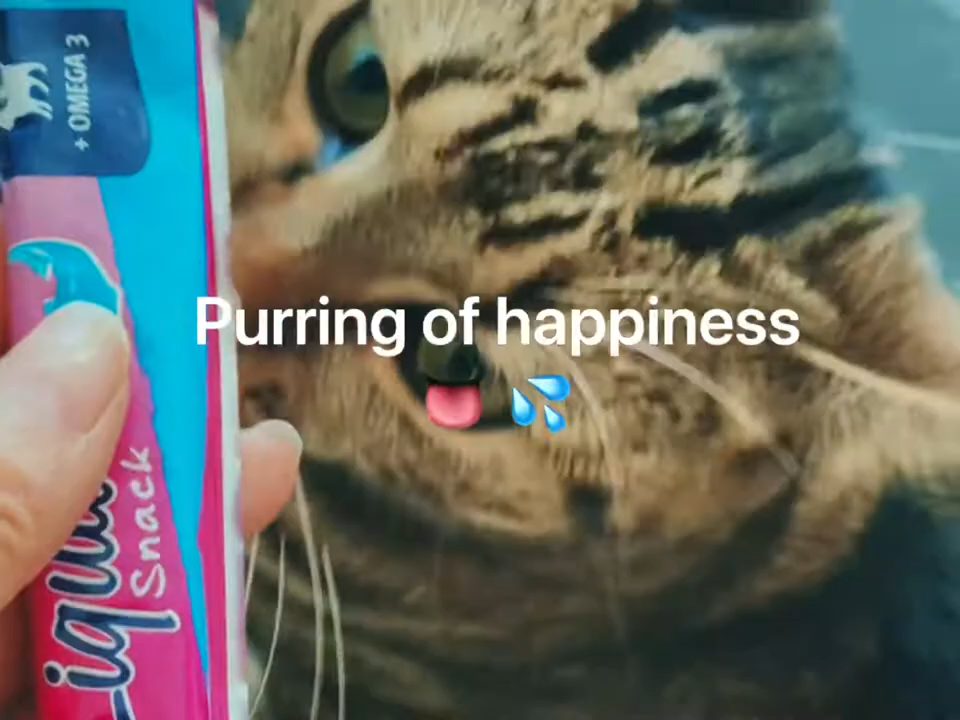 + OMEGA 3
Purring of happiness
👅 💦
Snack